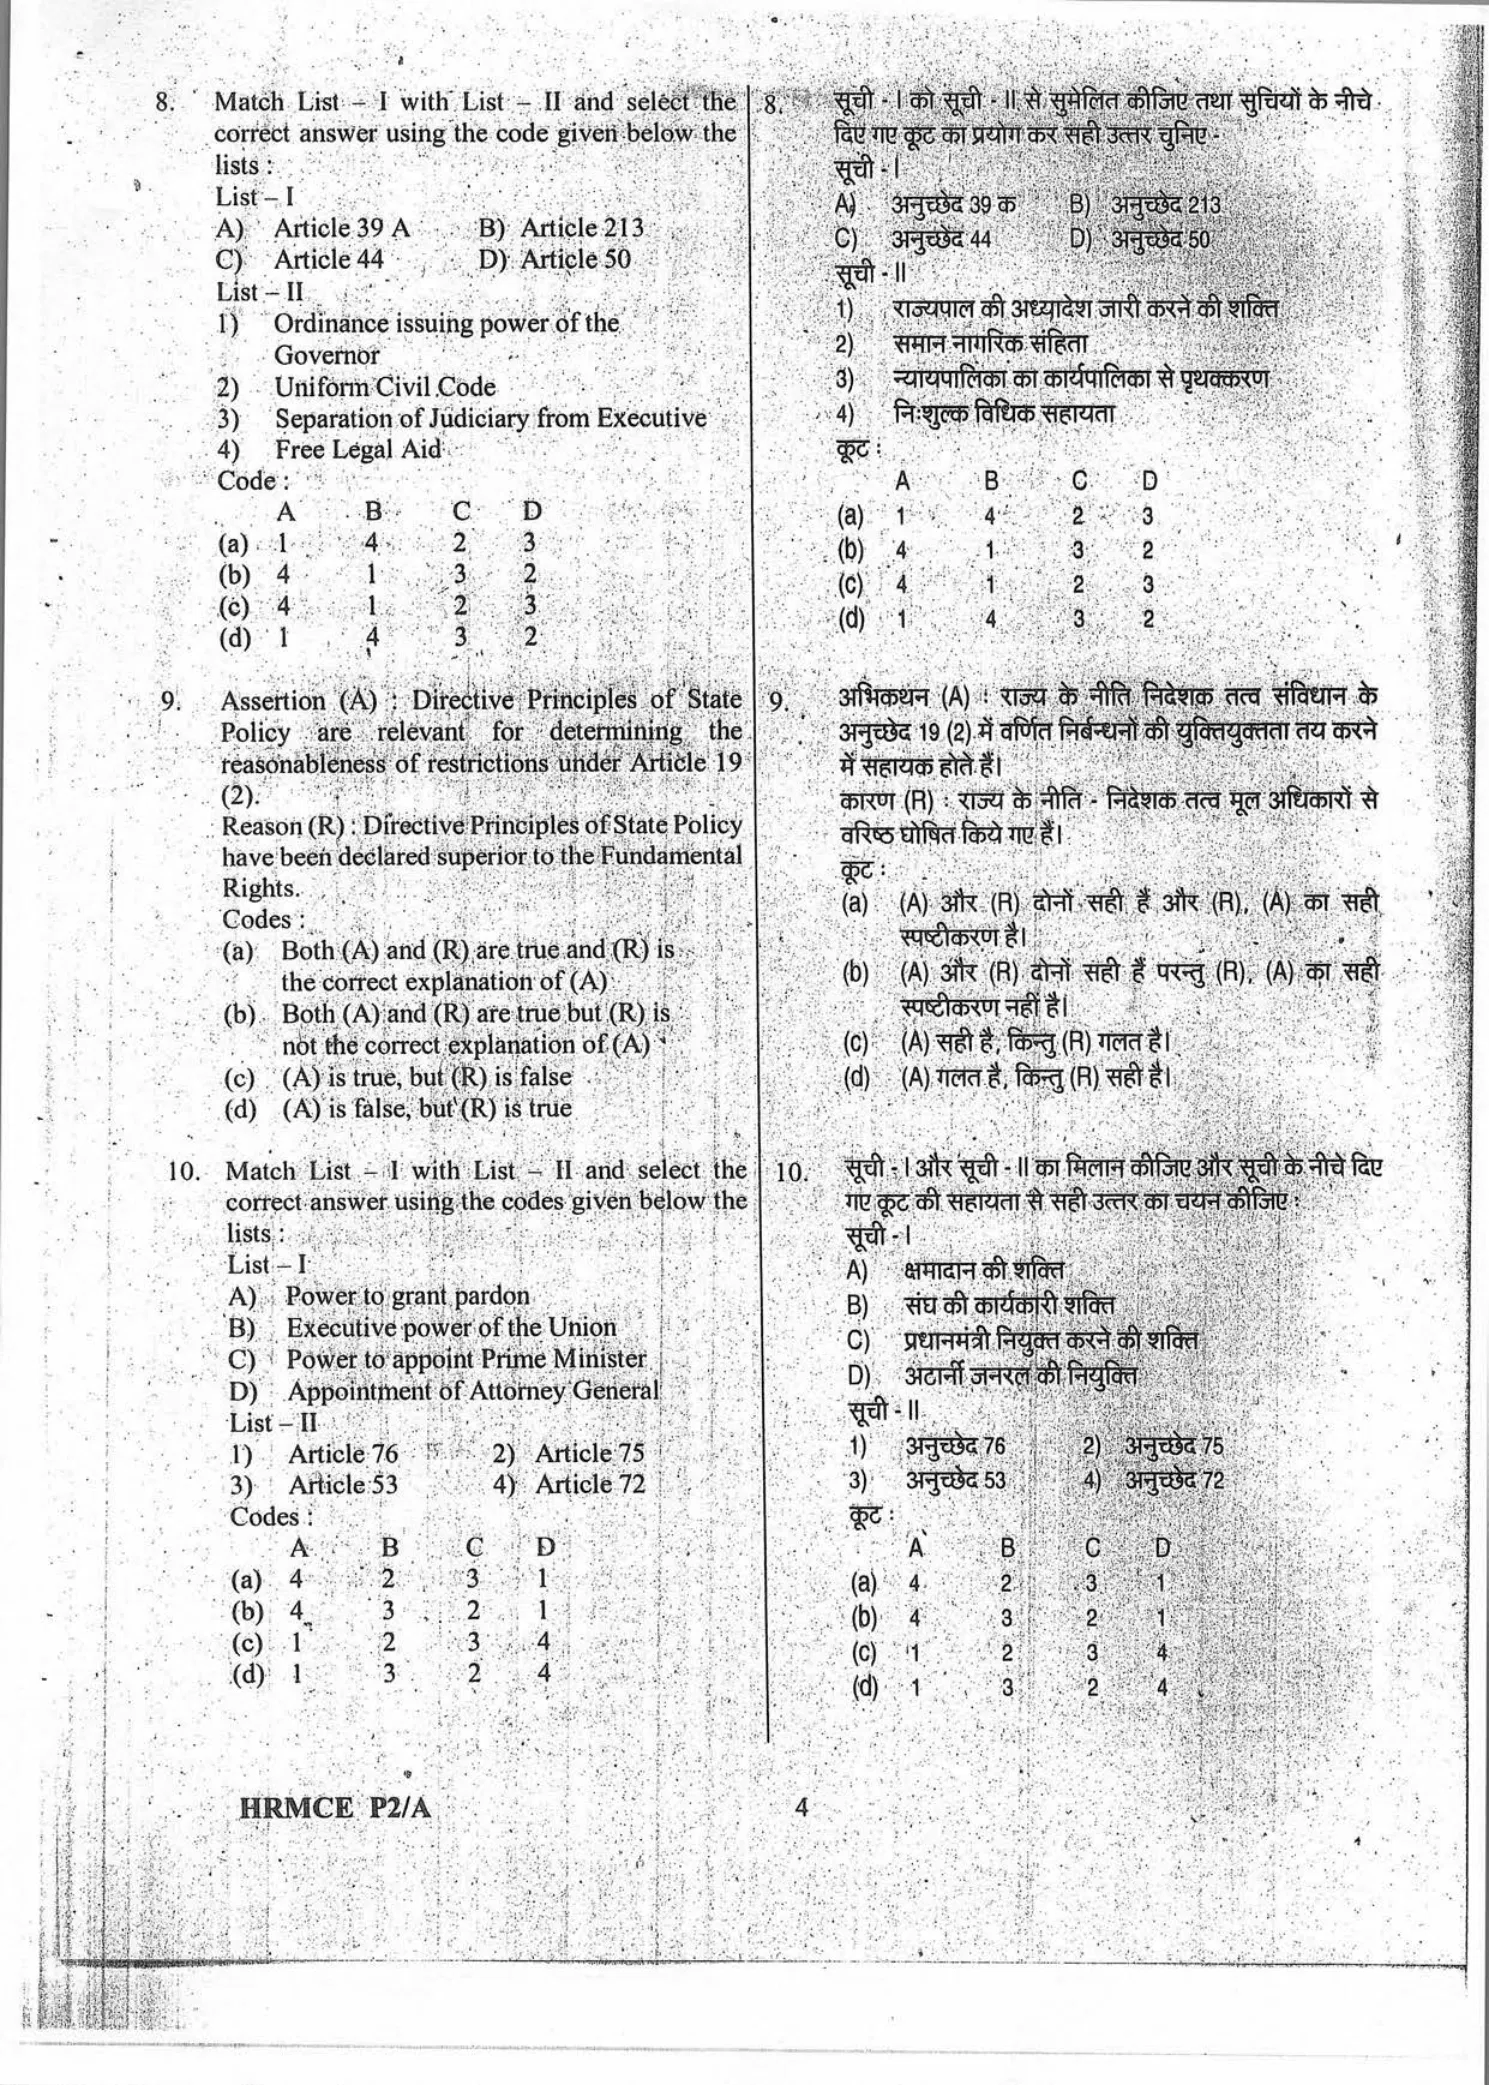 8. Match List – I with List – II and select the
correct answer using the code given below the
lists :
List – I
A) Article 39 A B) Article 213
C) Article 44 D) Article 50
List – II
1) Ordinance issuing power of the
Governor
2) Uniform Civil Code
3) Separation of Judiciary from Executive
4) Free Legal Aid
Code :
A B C D
(a) 1 4 2 3
(b) 4 1 3 2
(c) 4 1 2 3
(d) 1 4 3 2
9. Assertion (A) : Directive Principles of State
Policy are relevant for determining the
reasonableness of restrictions under Article 19
(2).
Reason (R) : Directive Principles of State Policy
have been declared superior to the Fundamental
Rights.
Codes :
(a) Both (A) and (R) are true and (R) is
the correct explanation of (A)
(b) Both (A) and (R) are true but (R) is
not the correct explanation of (A)
(c) (A) is true, but (R) is false
(d) (A) is false, but (R) is true
10. Match List – I with List – II and select the
correct answer using the codes given below the
lists :
List – I
A) Power to grant pardon
B) Executive power of the Union
C) Power to appoint Prime Minister
D) Appointment of Attorney General
List – II
1) Article 76 2) Article 75
3) Article 53 4) Article 72
Codes :
A B C D
(a) 4 2 3 1
(b) 4 3 2 1
(c) 1 2 3 4
(d) 1 3 2 4
8. सूची - I को सूची - II से सुमेलित कीजिए तथा सुचियों के नीचे
दिए गए कूट का प्रयोग कर सही उत्तर चुनिए -
सूची - I
A) अनुच्छेद 39 क B) अनुच्छेद 213
C) अनुच्छेद 44 D) अनुच्छेद 50
सूची - II
1) राज्यपाल की अध्यादेश जारी करने की शक्ति
2) समान नागरिक संहिता
3) न्यायपालिका का कार्यपालिका से पृथक्करण
4) निःशुल्क विधिक सहायता
कूट :
A B C D
(a) 1 4 2 3
(b) 4 1 3 2
(c) 4 1 2 3
(d) 1 4 3 2
9. अभिकथन (A) : राज्य के नीति निदेशक तत्व संविधान के
अनुच्छेद 19 (2) में वर्णित निर्बन्धनों की युक्तियुक्तता तय करने
में सहायक होते हैं।
कारण (R) : राज्य के नीति - निदेशक तत्व मूल अधिकारों से
वरिष्ठ घोषित किये गए हैं।
कूट :
(a) (A) और (R) दोनों सही हैं और (R), (A) का सही
स्पष्टीकरण है।
(b) (A) और (R) दोनों सही हैं परन्तु (R), (A) का सही
स्पष्टीकरण नहीं है।
(c) (A) सही है, किन्तु (R) गलत है।
(d) (A) गलत है, किन्तु (R) सही है।
10. सूची - I और सूची - II का मिलान कीजिए और सूची के नीचे दिए
गए कूट की सहायता से सही उत्तर का चयन कीजिए :
सूची - I
A) क्षमादान की शक्ति
B) संघ की कार्यकारी शक्ति
C) प्रधानमंत्री नियुक्त करने की शक्ति
D) अटार्नी जनरल की नियुक्ति
सूची - II
1) अनुच्छेद 76 2) अनुच्छेद 75
3) अनुच्छेद 53 4) अनुच्छेद 72
कूट :
A B C D
(a) 4 2 3 1
(b) 4 3 2 1
(c) 1 2 3 4
(d) 1 3 2 4
HRMCE P2/A 4